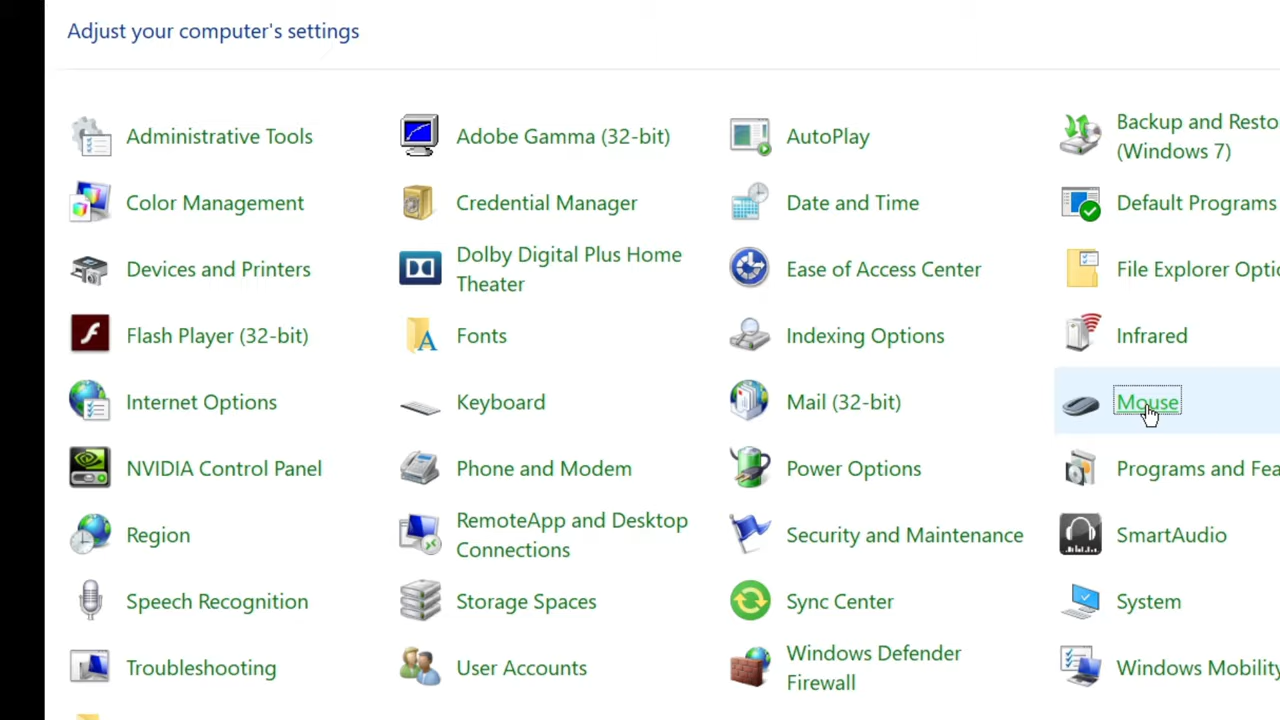 Adjust your computer's settings
Administrative Tools
Adobe Gamma (32-bit)
AutoPlay
Backup and Resto
(Windows 7)
Color Management
Credential Manager
Date and Time
Default Programs
Devices and Printers
Dolby Digital Plus Home
Theater
Ease of Access Center
File Explorer Optio
Flash Player (32-bit)
Fonts
Indexing Options
Infrared
Internet Options
Keyboard
Mail (32-bit)
Mouse
NVIDIA Control Panel
Phone and Modem
Power Options
Programs and Fea
Region
RemoteApp and Desktop
Connections
Security and Maintenance
SmartAudio
Speech Recognition
Storage Spaces
Sync Center
System
Troubleshooting
User Accounts
Windows Defender
Firewall
Windows Mobility